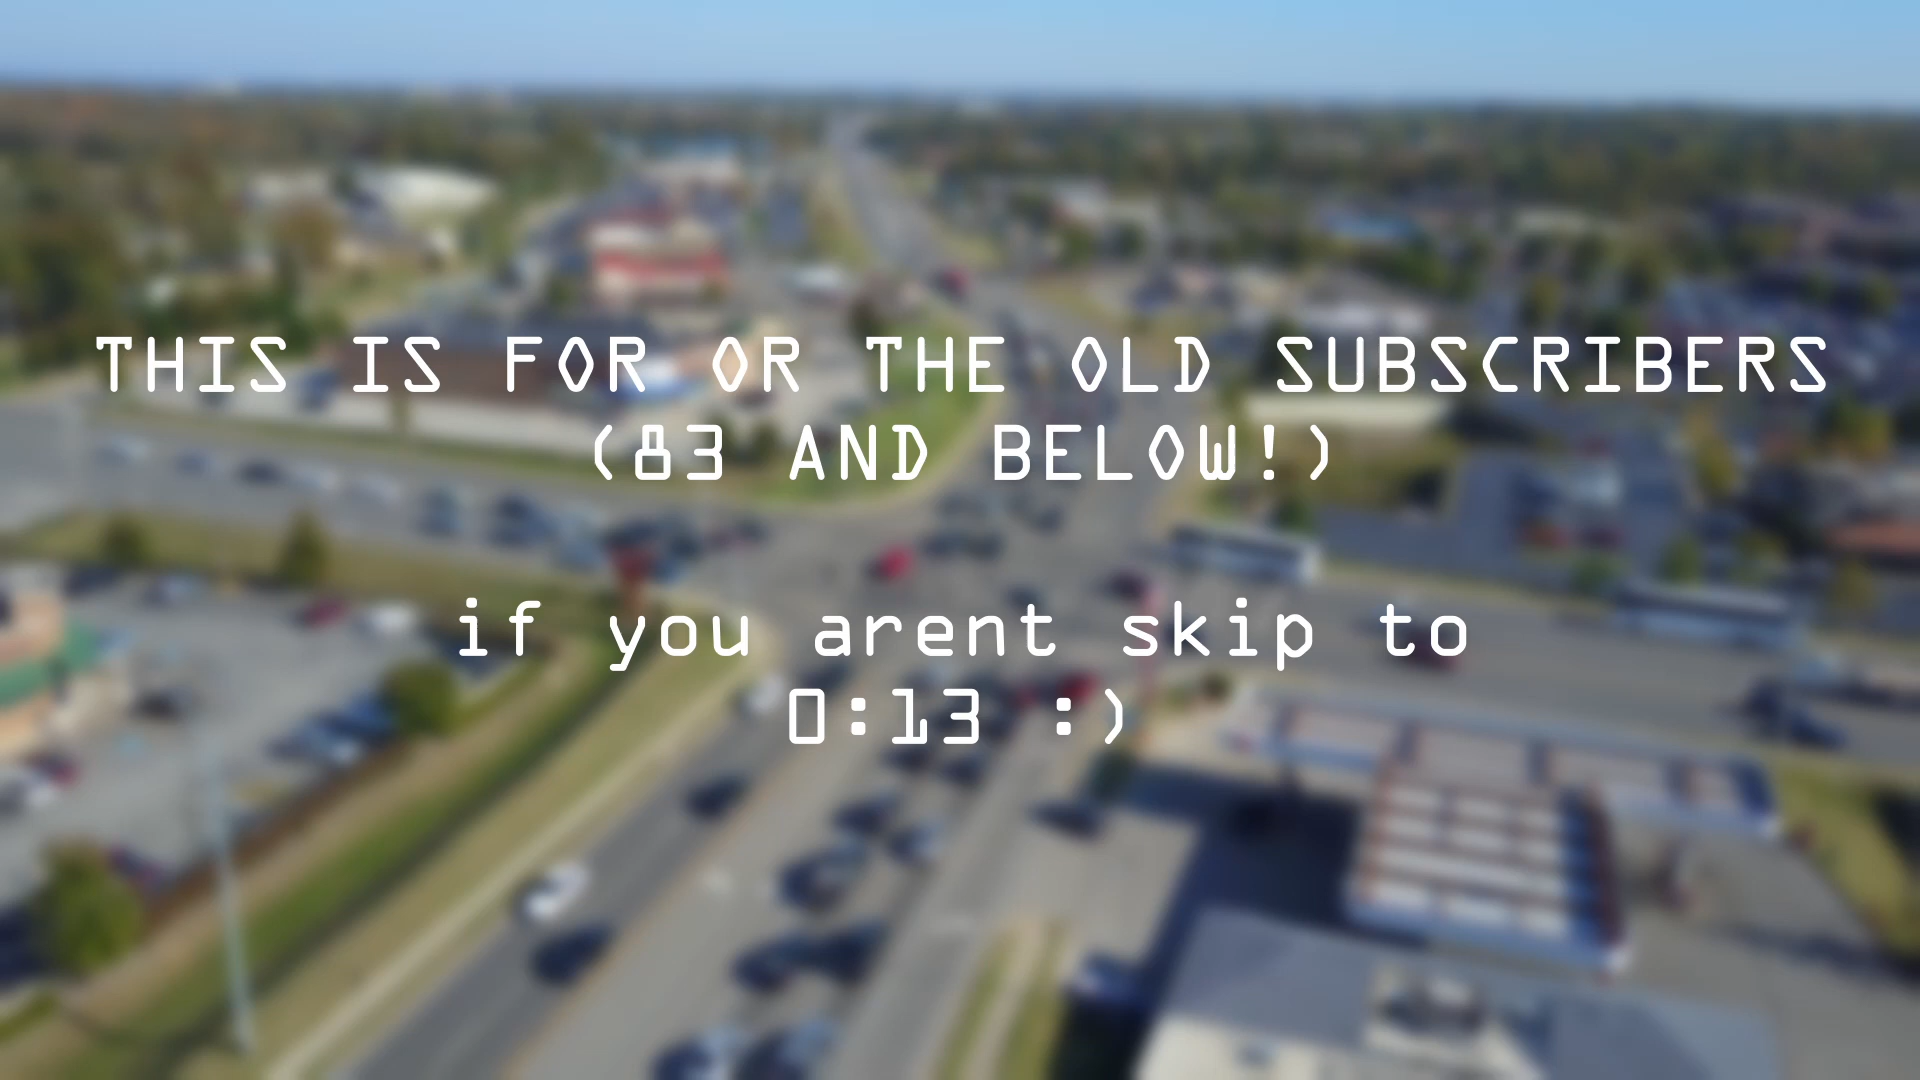 THIS IS FOR OR THE OLD SUBSCRIBERS
(83 AND BELOW!)
if you arent skip to
0:13 :)